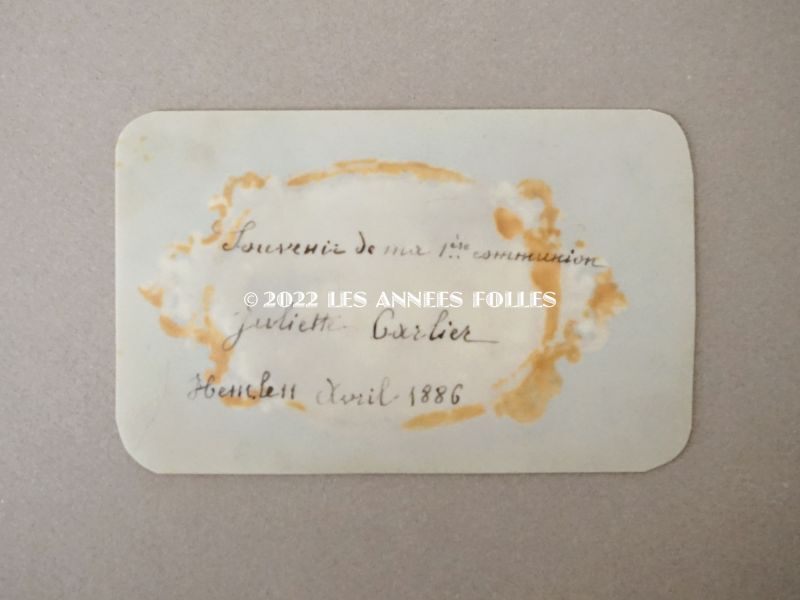 Souvenir de ma 1ère communion
© 2022 LES ANNEES FOLLES
Juliette Carlier
Avril 1886